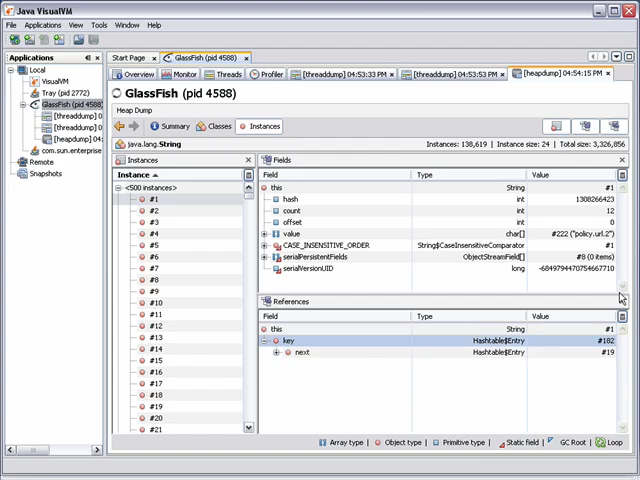 Java VisualVM
File Applications View Tools Window Help
Applications
Start Page GlassFish (pid 4588)
Local
VisualVM
Tray (pid 2772)
GlassFish (pid 4588)
[threaddump] 0
[threaddump] 0
[heapdump] 04:
com.sun.enterprise
Remote
Snapshots
Overview Monitor Threads Profiler [threaddump] 04:53:33 PM [threaddump] 04:53:53 PM [heapdump] 04:54:15 PM
GlassFish (pid 4588)
Heap Dump
Summary Classes Instances
java.lang.String Instances: 138,619 | Instance size: 24 | Total size: 3,326,856
Instances
Instance
<500 instances>
#1
#2
#3
#4
#5
#6
#7
#8
#9
#10
#11
#12
#13
#14
#15
#16
#17
#18
#19
#20
#21
Fields
Field Type Value
this String #1
hash int 1308266423
count int 12
offset int 0
value char[] #222 ("policy.url.2")
CASE_INSENSITIVE_ORDER String$CaseInsensitiveComparator #1
serialPersistentFields ObjectStreamField[] #8 (0 items)
serialVersionUID long -6849794470754667710
References
Field Type Value
this String #1
key Hashtable$Entry #182
next Hashtable$Entry #19
Array type Object type Primitive type Static field GC Root Loop